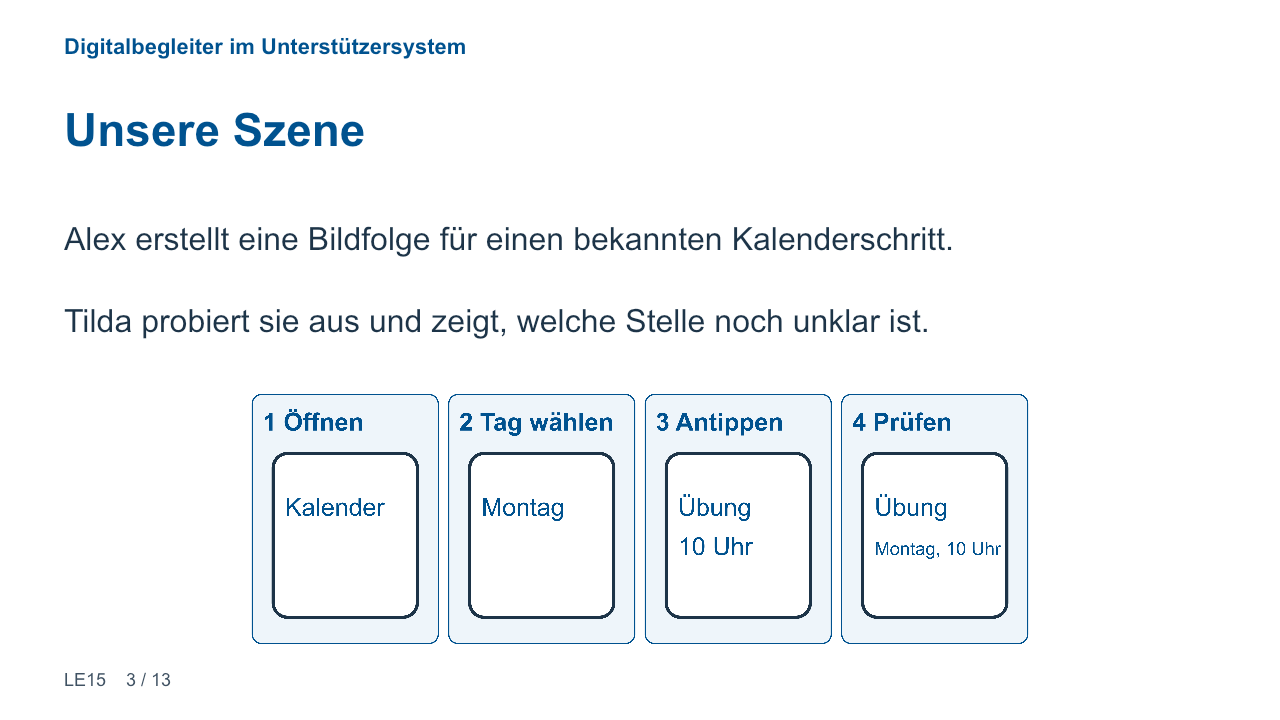 Digitalbegleiter im Unterstützersystem
Unsere Szene
Alex erstellt eine Bildfolge für einen bekannten Kalenderschritt.
Tilda probiert sie aus und zeigt, welche Stelle noch unklar ist.
1 Öffnen
Kalender
2 Tag wählen
Montag
3 Antippen
Übung
10 Uhr
4 Prüfen
Übung
Montag, 10 Uhr
LE15 3 / 13